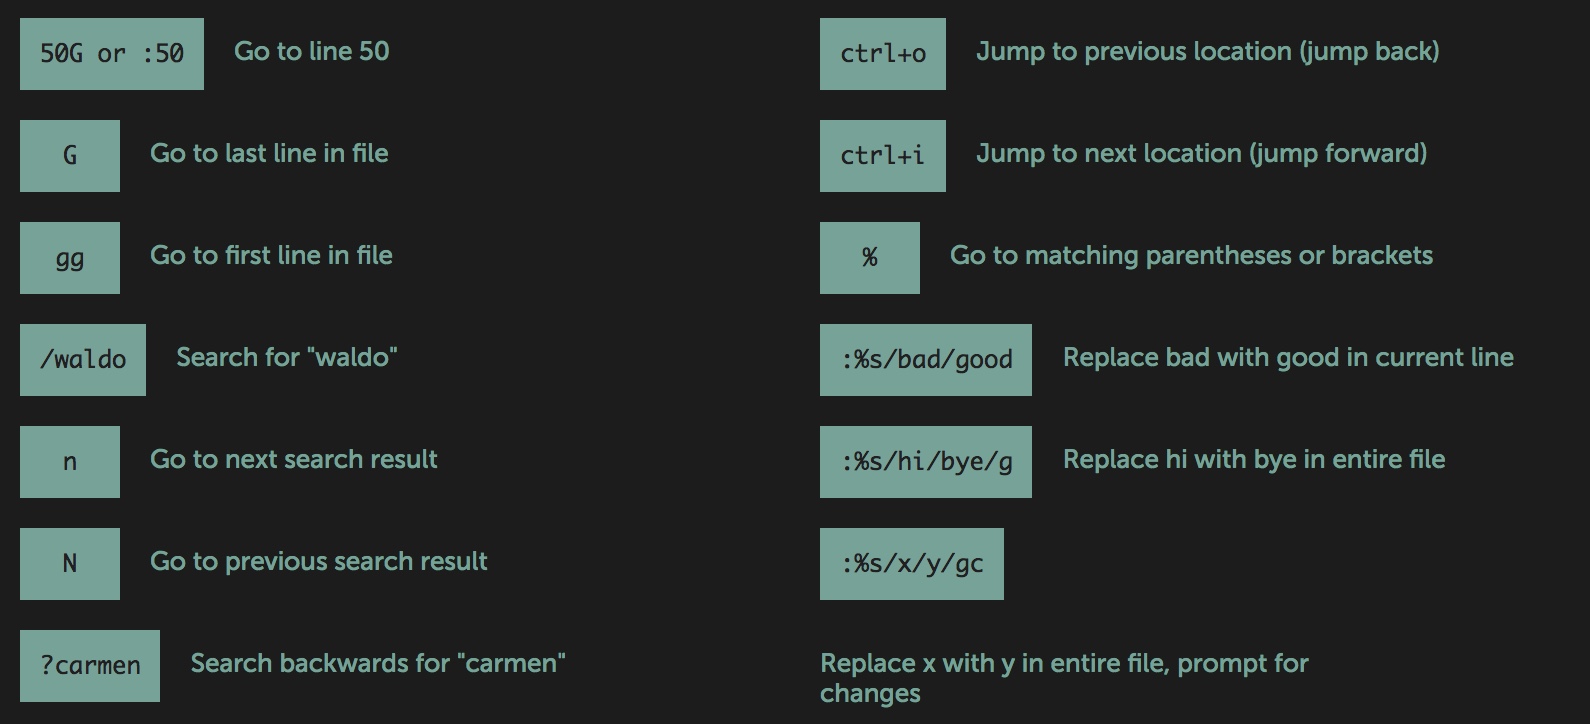 50G or :50 Go to line 50
G Go to last line in file
gg Go to first line in file
/waldo Search for "waldo"
n Go to next search result
N Go to previous search result
?carmen Search backwards for "carmen"
ctrl+o Jump to previous location (jump back)
ctrl+i Jump to next location (jump forward)
% Go to matching parentheses or brackets
:%s/bad/good Replace bad with good in current line
:%s/hi/bye/g Replace hi with bye in entire file
:%s/x/y/gc
Replace x with y in entire file, prompt for
changes